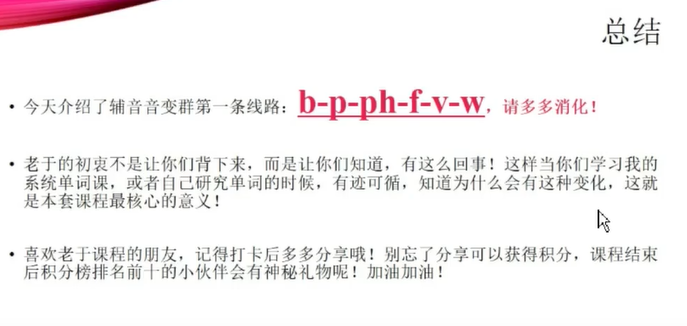 总结
• 今天介绍了辅音音变群第一条线路：b-p-ph-f-v-w，请多多消化！
• 老于的初衷不是让你们背下来，而是让你们知道，有这么回事！这样当你们学习我的
系统单词课，或者自己研究单词的时候，有迹可循，知道为什么会有这种变化，这就
是本套课程最核心的意义！
• 喜欢老于课程的朋友，记得打卡后多多分享哦！别忘了分享可以获得积分，课程结束
后积分榜排名前十的小伙伴会有神秘礼物呢！加油加油！